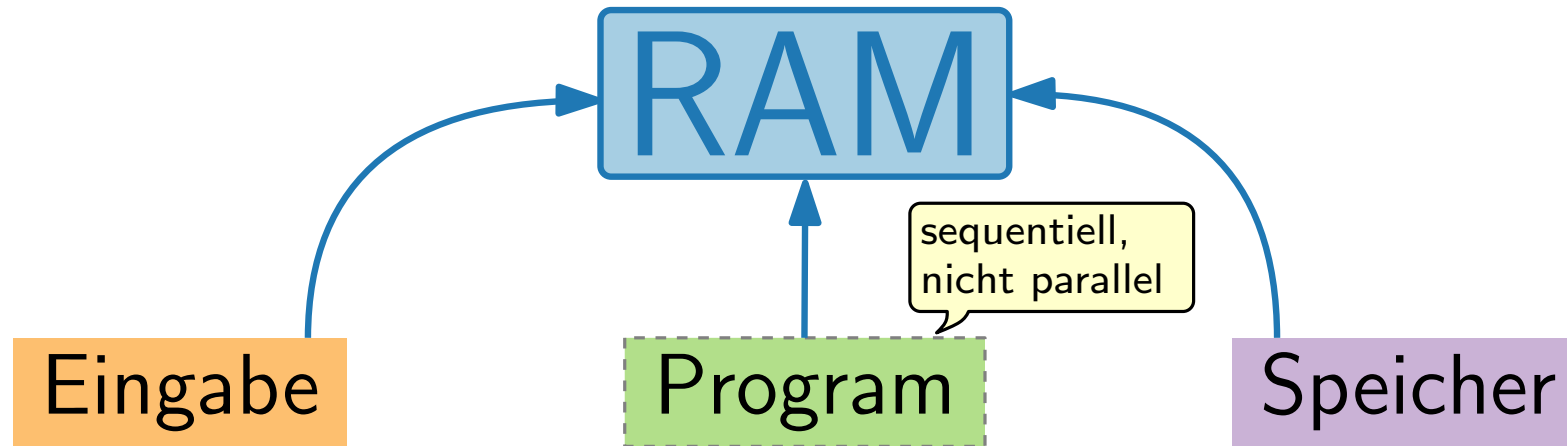 RAM
sequentiell,
nicht parallel
Eingabe
Program
Speicher